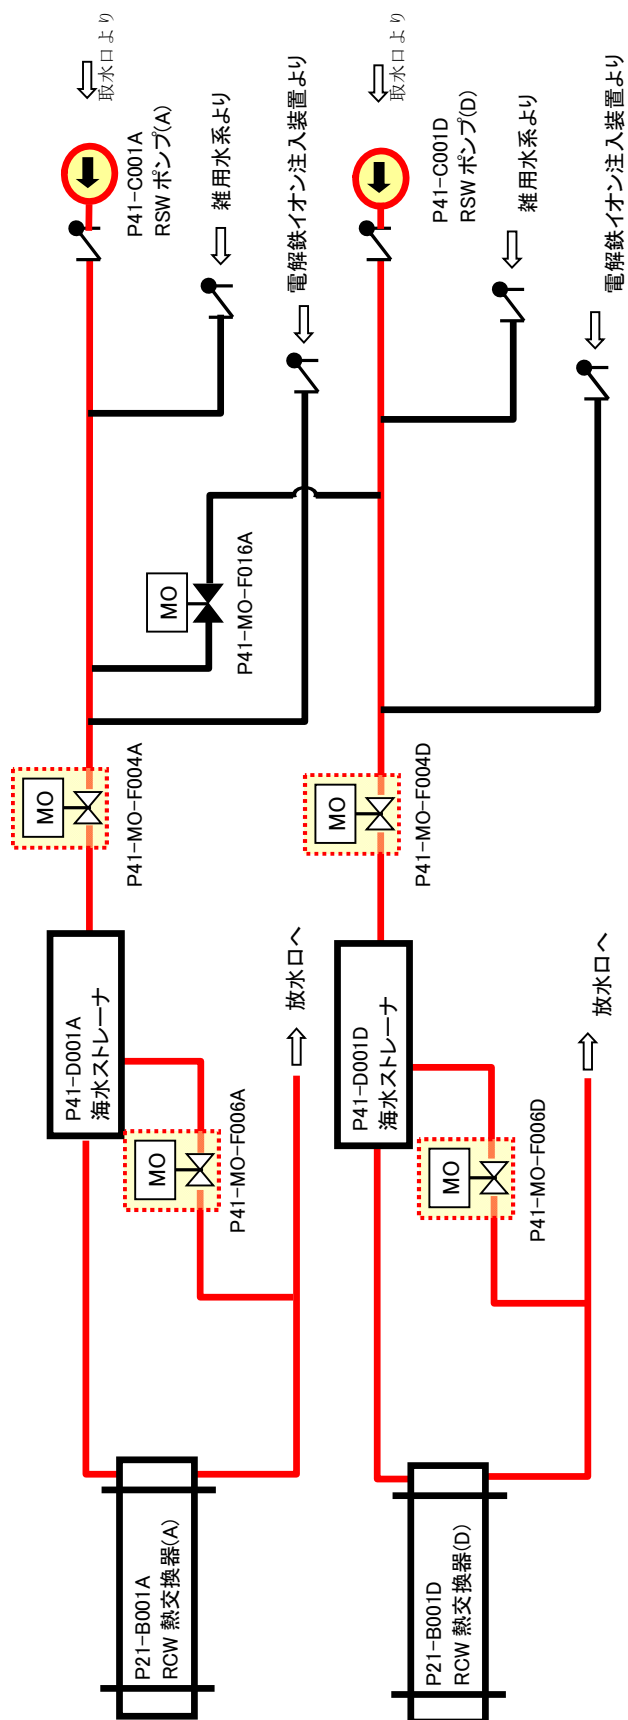 取水口より
P41-C001A
RSW ポンプ(A)
雑用水系より
電解鉄イオン注入装置より
MO
P41-MO-F016A
MO
P41-MO-F004A
P41-D001A
海水ストレーナ
MO
P41-MO-F006A
放水口へ
P21-B001A
RCW 熱交換器(A)
取水口より
P41-C001D
RSW ポンプ(D)
雑用水系より
電解鉄イオン注入装置より
MO
P41-MO-F004D
P41-D001D
海水ストレーナ
MO
P41-MO-F006D
放水口へ
P21-B001D
RCW 熱交換器(D)